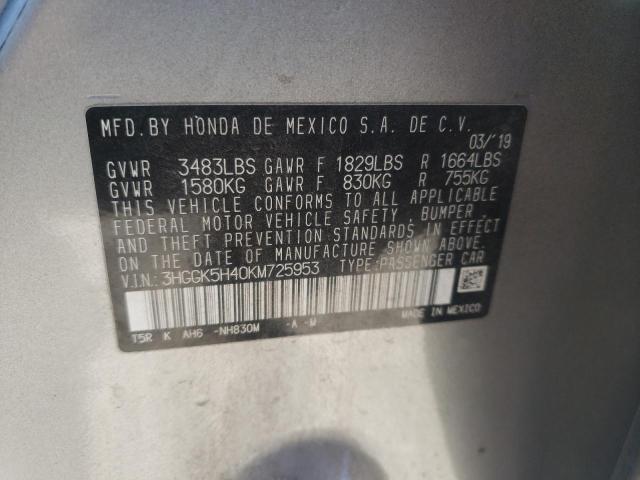 MFD.BY HONDA DE MEXICO S.A. DE C.V.
03/'19
GVWR 3483LBS GAWR F 1829LBS R 1664LBS
GVWR 1580KG GAWR F 830KG R 755KG
THIS VEHICLE CONFORMS TO ALL APPLICABLE
FEDERAL MOTOR VEHICLE SAFETY, BUMPER,
AND THEFT PREVENTION STANDARDS IN EFFECT
ON THE DATE OF MANUFACTURE SHOWN ABOVE.
V.I.N.: 3HGGK5H40KM725953 TYPE:PASSENGER CAR
T5R K AH6 -NH830M -A -M MADE IN MEXICO